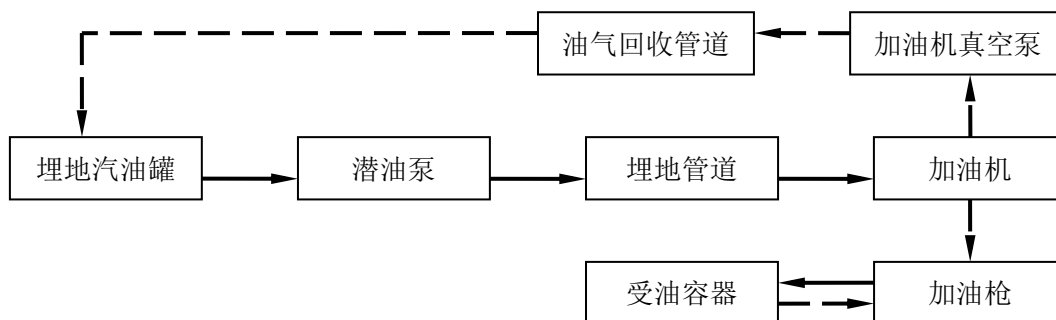 油气回收管道
加油机真空泵
埋地汽油罐
潜油泵
埋地管道
加油机
受油容器
加油枪